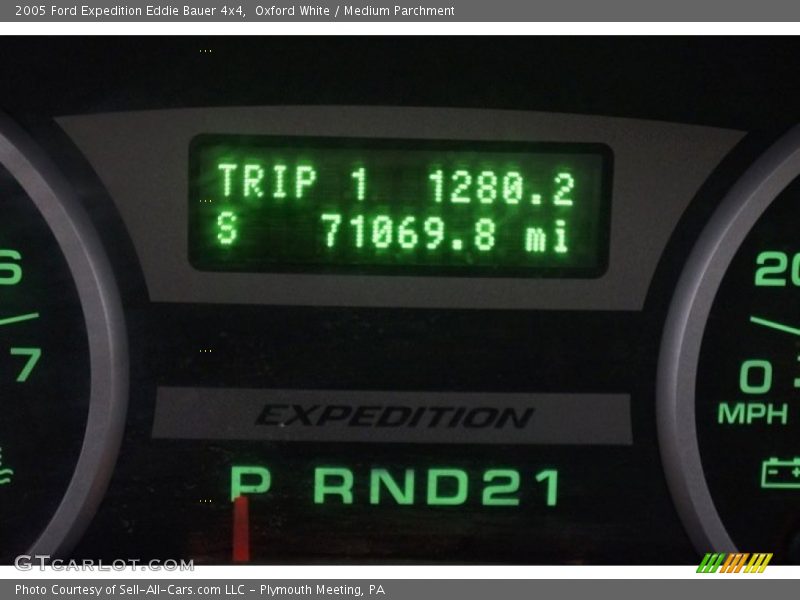 2005 Ford Expedition Eddie Bauer 4x4,  Oxford White / Medium Parchment
TRIP 1 1280.2
S 71069.8 mi
6
7
20
0
MPH
EXPEDITION
P RND21
GTCARLOT.COM
Photo Courtesy of Sell-All-Cars.com LLC - Plymouth Meeting, PA